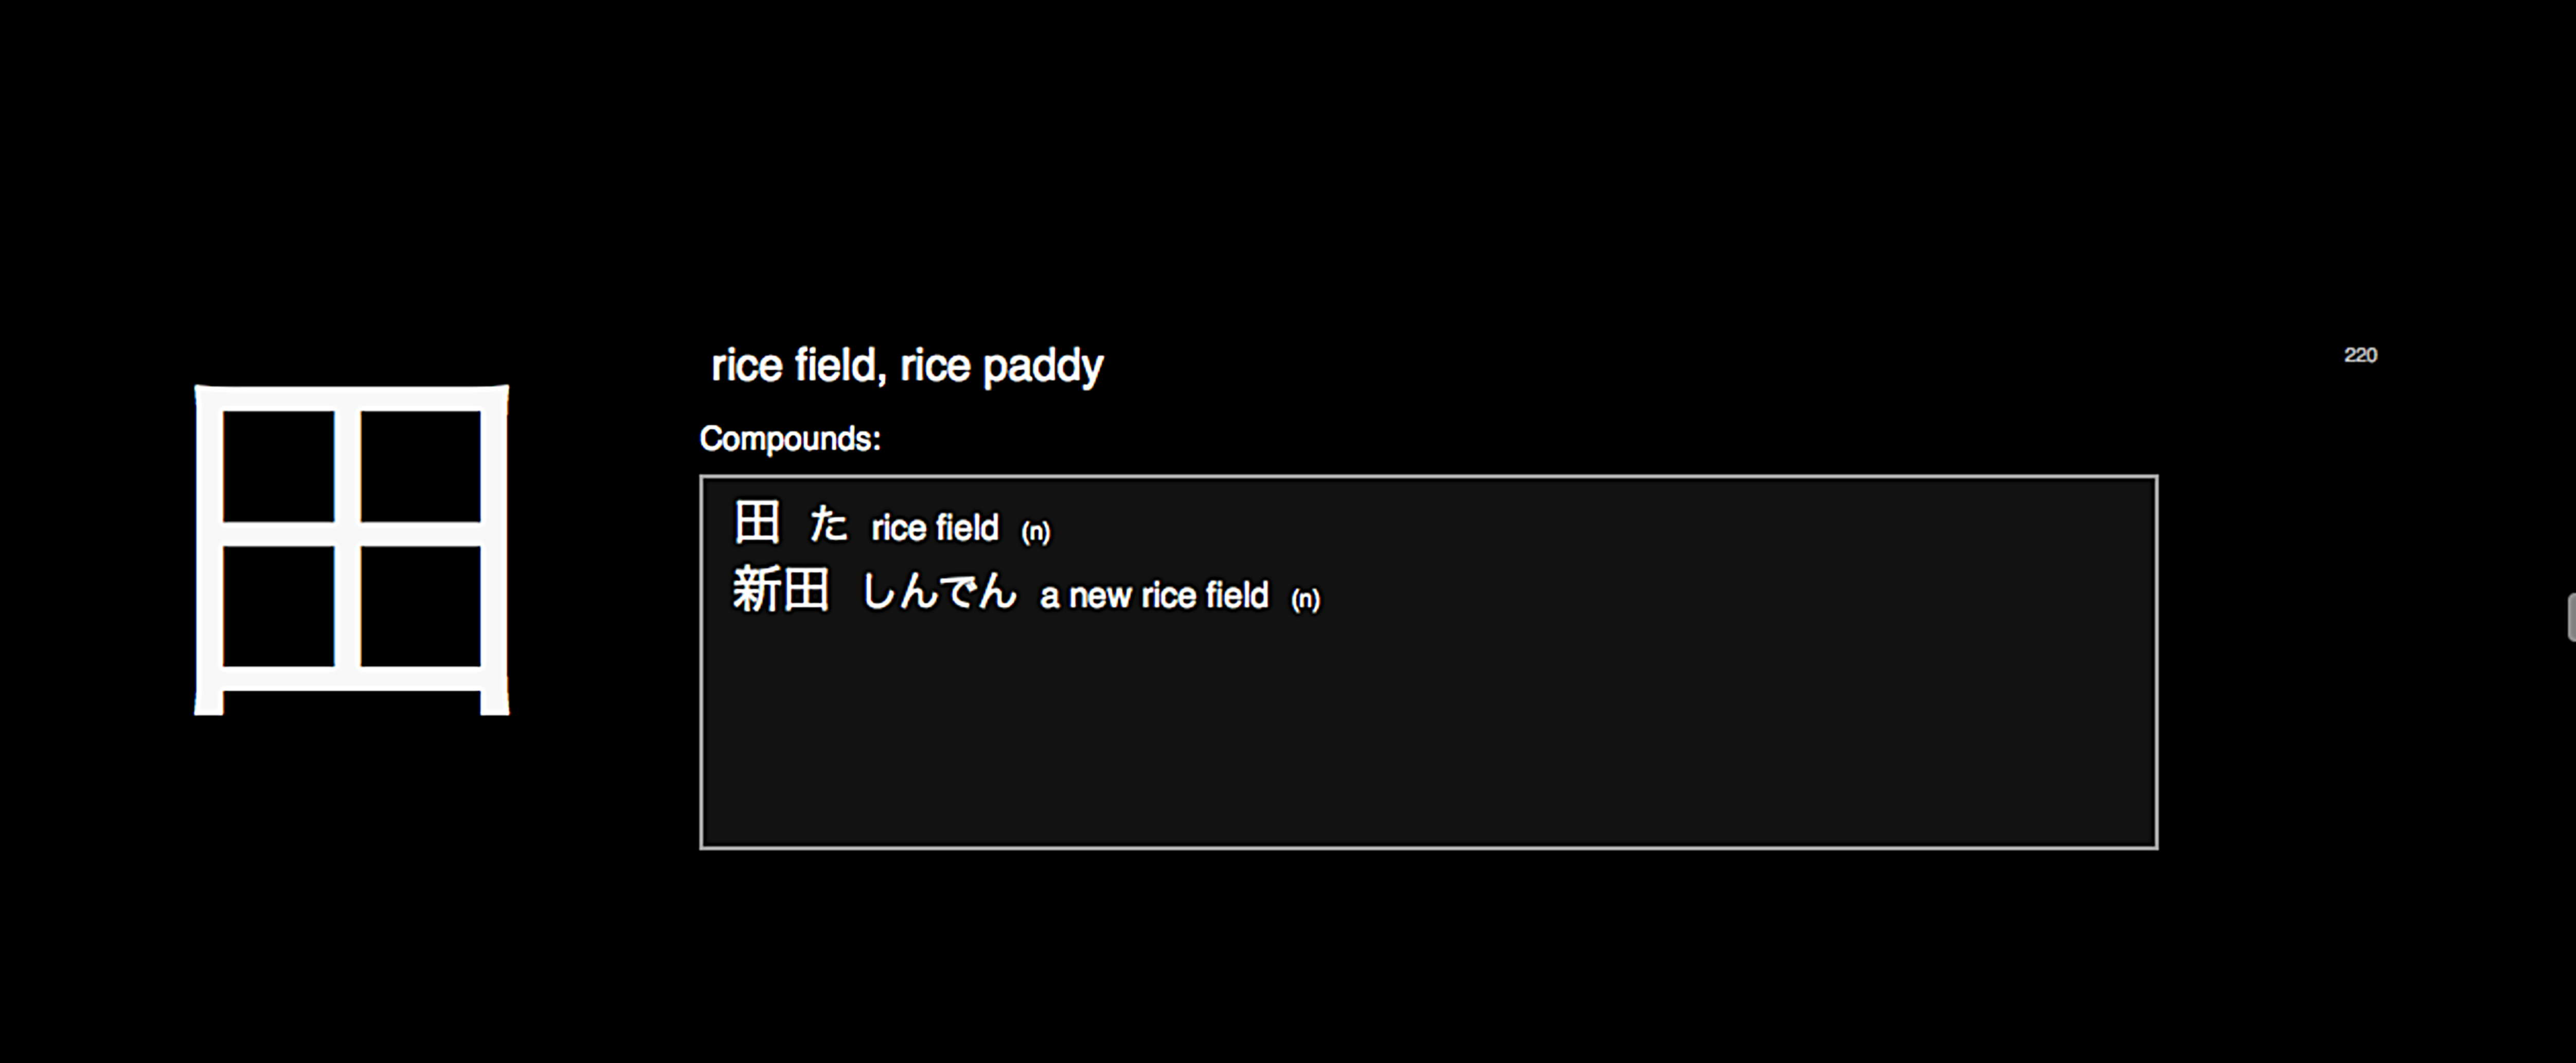 田
rice field, rice paddy
220
Compounds:
田 た rice field (n)
新田 しんでん a new rice field (n)